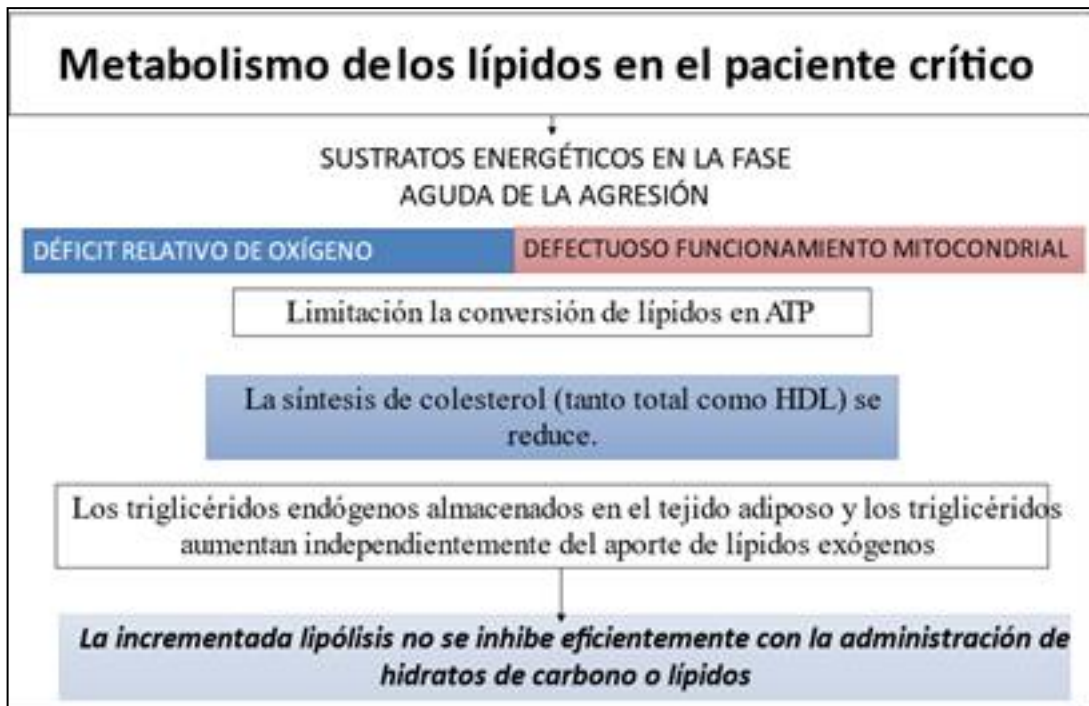 Metabolismo de los lípidos en el paciente crítico
SUSTRATOS ENERGÉTICOS EN LA FASE
AGUDA DE LA AGRESIÓN
DÉFICIT RELATIVO DE OXÍGENO
DEFECTUOSO FUNCIONAMIENTO MITOCONDRIAL
Limitación la conversión de lípidos en ATP
La síntesis de colesterol (tanto total como HDL) se
reduce.
Los triglicéridos endógenos almacenados en el tejido adiposo y los triglicéridos
aumentan independientemente del aporte de lípidos exógenos
La incrementada lipólisis no se inhibe eficientemente con la administración de
hidratos de carbono o lípidos